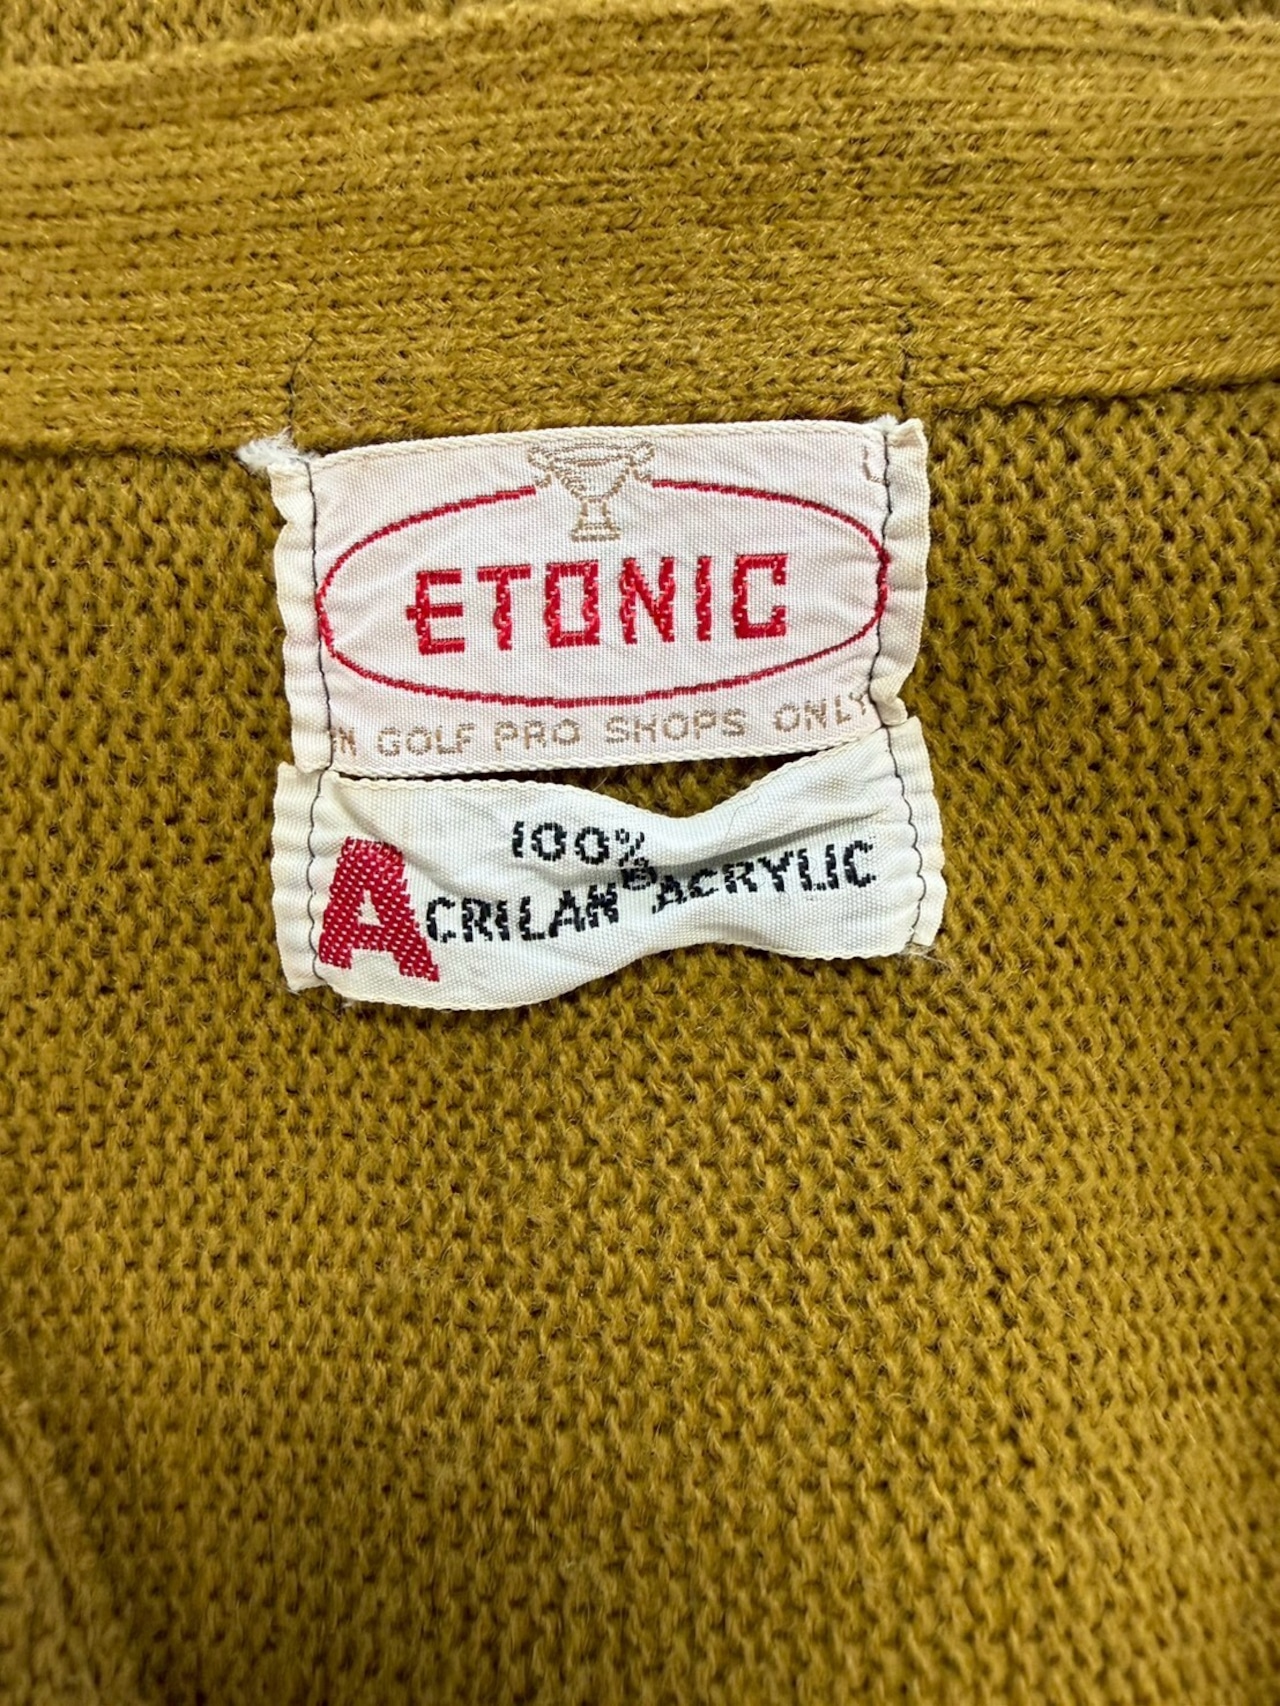 ETONIC
IN GOLF PRO SHOPS ONLY
100%
ACRILAN® ACRYLIC